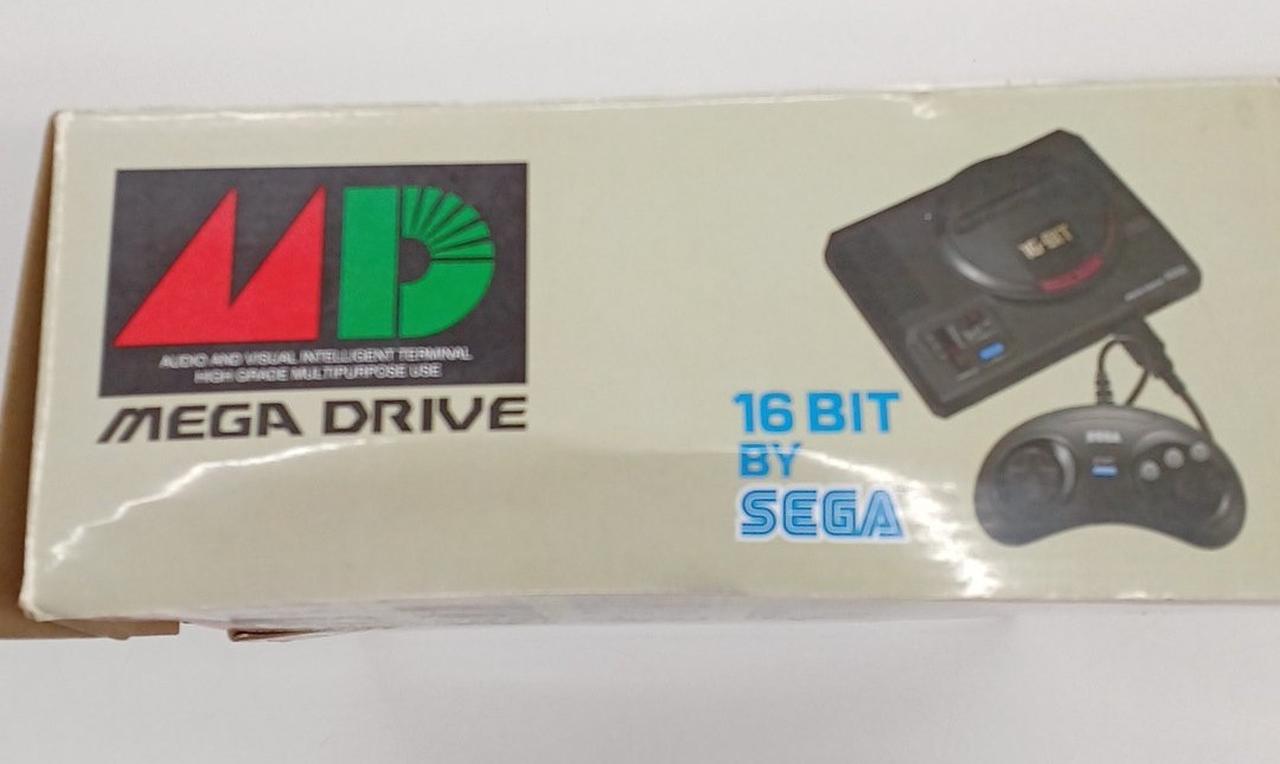 MD
AUDIO AND VISUAL INTELLIGENT TERMINAL
HIGH GRADE MULTIPURPOSE USE
MEGA DRIVE
16 BIT
BY
SEGA
16-BIT
SEGA